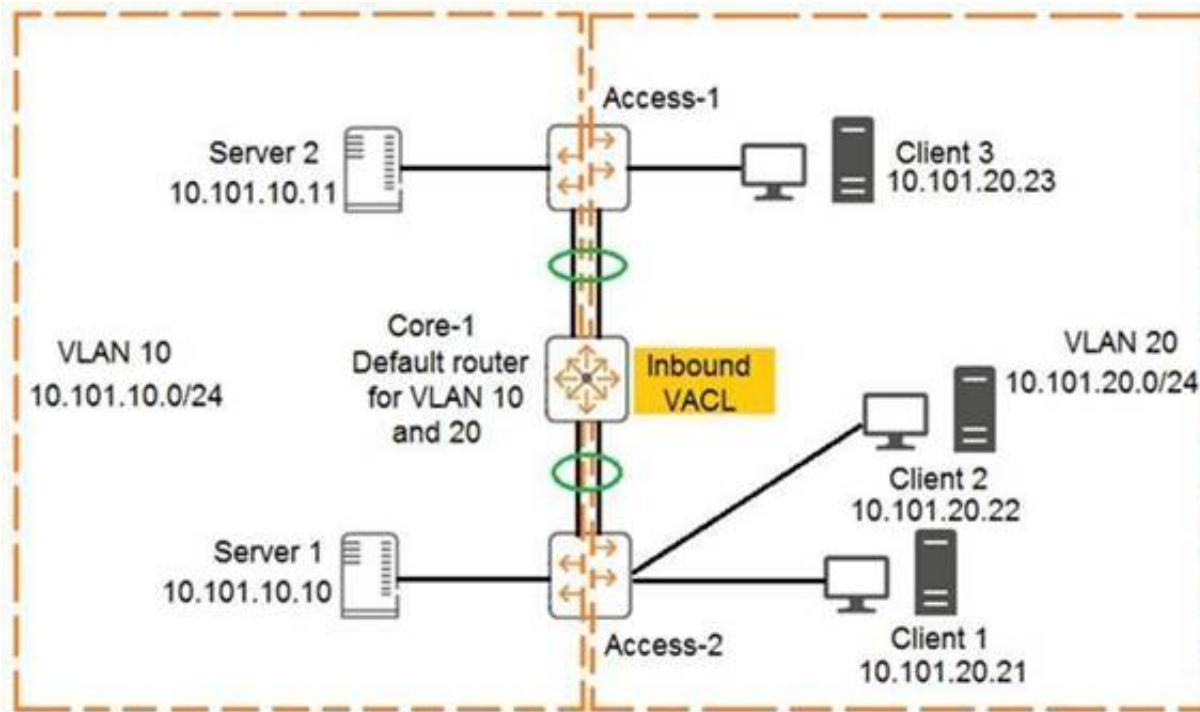 Access-1
Server 2
10.101.10.11
Client 3
10.101.20.23
VLAN 10
10.101.10.0/24
Core-1
Default router
for VLAN 10
and 20
Inbound
VACL
VLAN 20
10.101.20.0/24
Client 2
10.101.20.22
Server 1
10.101.10.10
Access-2
Client 1
10.101.20.21